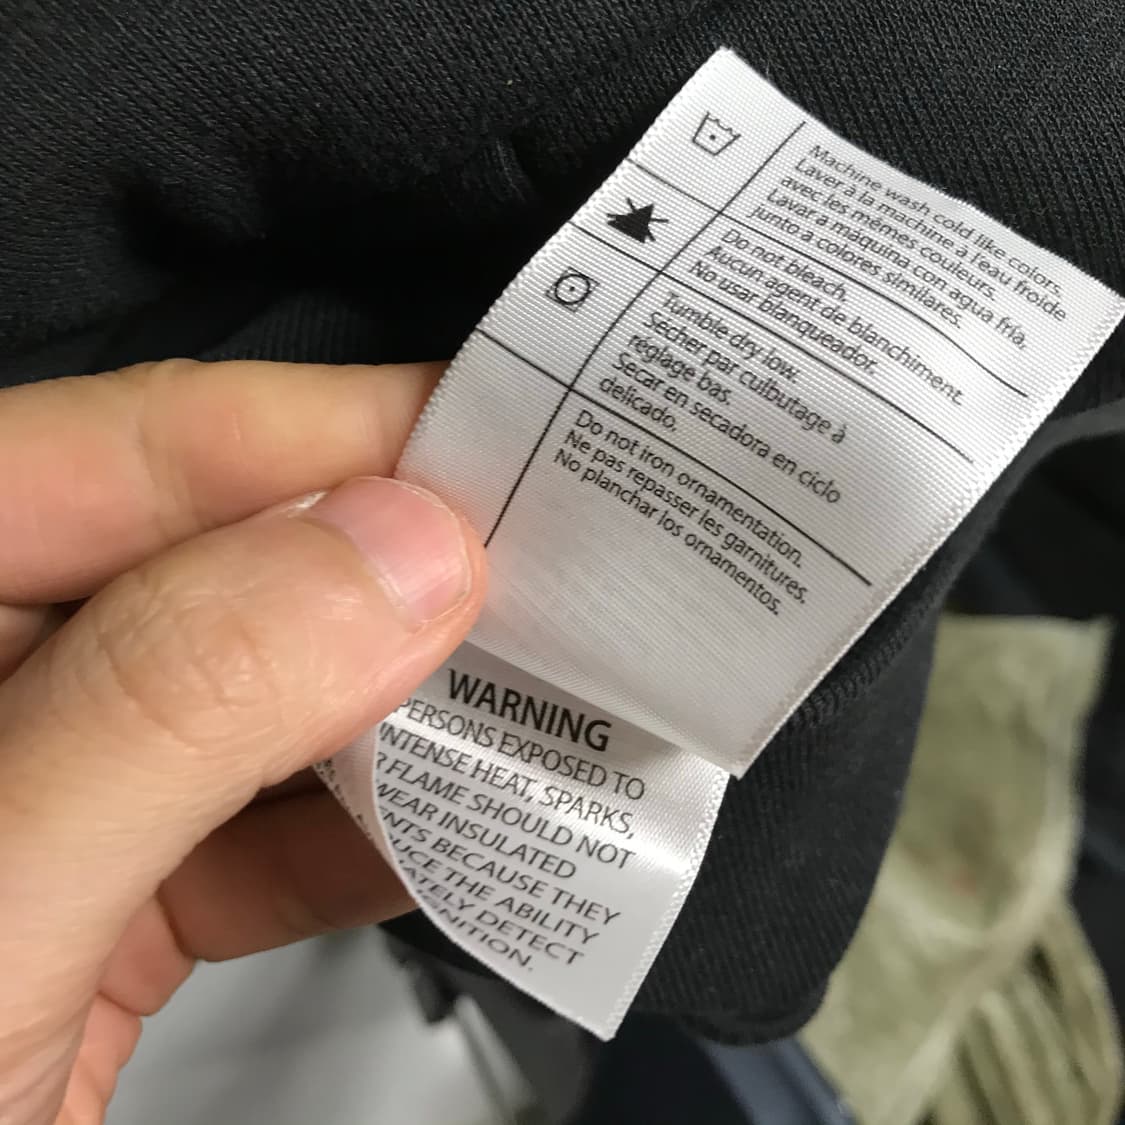 Machine wash cold like colors.
Laver à la machine à l'eau froide
avec les mêmes couleurs.
Lavar a máquina con agua fría
junto a colores similares.
Do not bleach.
Aucun agent de blanchiment.
No usar blanqueador.
Tumble dry low.
Sécher par culbutage à
réglage bas.
Secar en secadora en ciclo
delicado.
Do not iron ornamentation.
Ne pas repasser les garnitures.
No planchar los ornamentos.
WARNING
PERSONS EXPOSED TO
INTENSE HEAT, SPARKS,
FLAME SHOULD NOT
WEAR INSULATED
BECAUSE THEY
THE ABILITY
DETECT